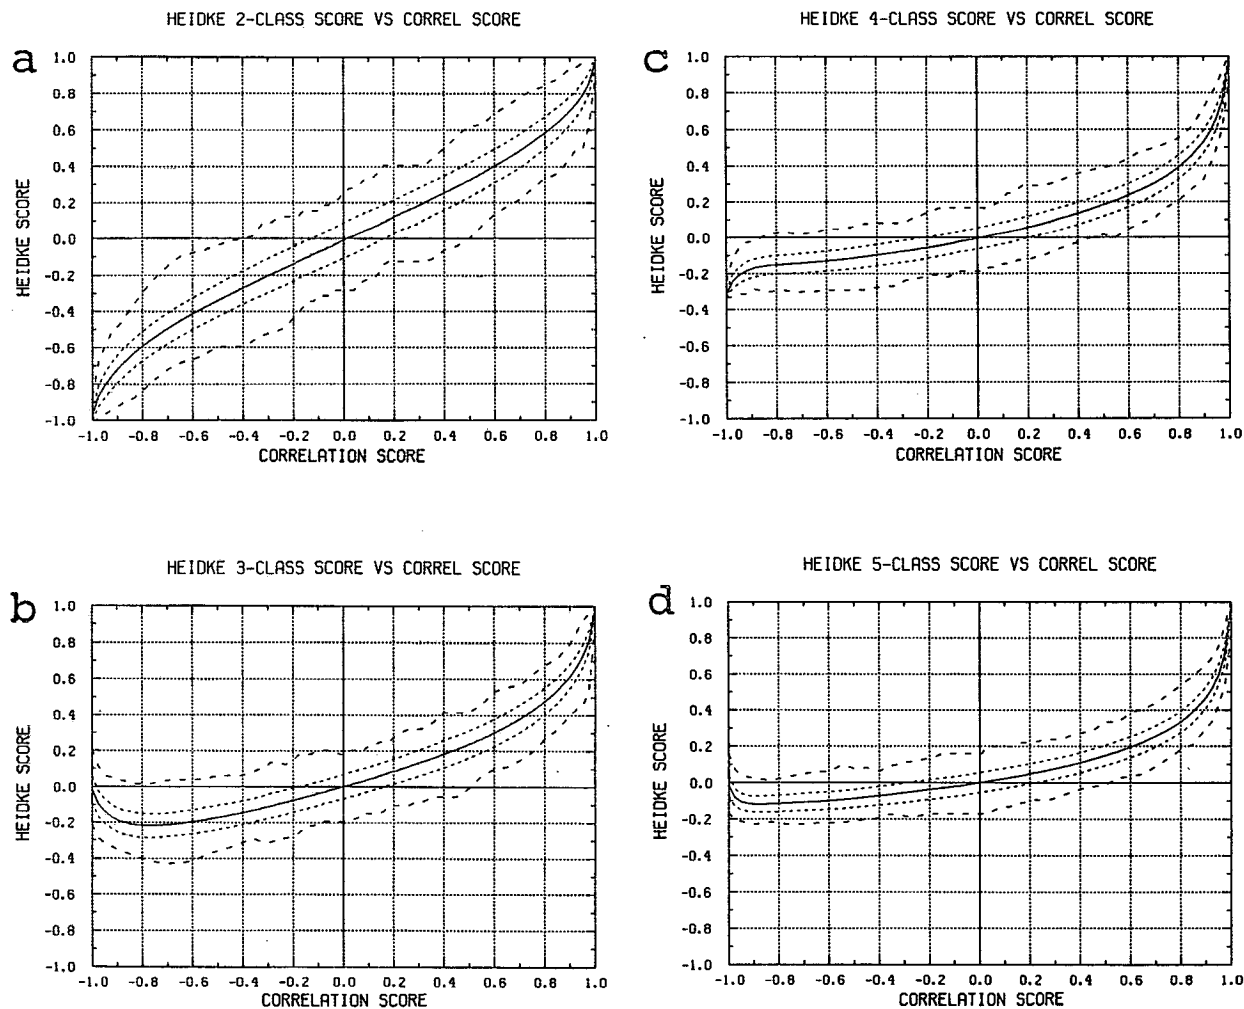 HEIDKE 2-CLASS SCORE VS CORREL SCORE
a
1.0
0.8
0.6
0.4
0.2
0.0
-0.2
-0.4
-0.6
-0.8
-1.0
HEIDKE SCORE
-1.0 -0.8 -0.6 -0.4 -0.2 0.0 0.2 0.4 0.6 0.8 1.0
CORRELATION SCORE
HEIDKE 4-CLASS SCORE VS CORREL SCORE
c
1.0
0.8
0.6
0.4
0.2
0.0
-0.2
-0.4
-0.6
-0.8
-1.0
HEIDKE SCORE
-1.0 -0.8 -0.6 -0.4 -0.2 0.0 0.2 0.4 0.6 0.8 1.0
CORRELATION SCORE
HEIDKE 3-CLASS SCORE VS CORREL SCORE
b
1.0
0.8
0.6
0.4
0.2
0.0
-0.2
-0.4
-0.6
-0.8
-1.0
HEIDKE SCORE
-1.0 -0.8 -0.6 -0.4 -0.2 0.0 0.2 0.4 0.6 0.8 1.0
CORRELATION SCORE
HEIDKE 5-CLASS SCORE VS CORREL SCORE
d
1.0
0.8
0.6
0.4
0.2
0.0
-0.2
-0.4
-0.6
-0.8
-1.0
HEIDKE SCORE
-1.0 -0.8 -0.6 -0.4 -0.2 0.0 0.2 0.4 0.6 0.8 1.0
CORRELATION SCORE